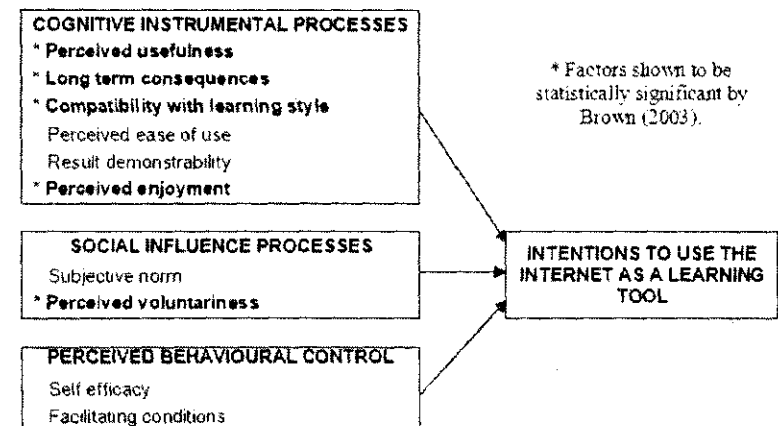 COGNITIVE INSTRUMENTAL PROCESSES
* Perceived usefulness
* Long term consequences
* Compatibility with learning style
Perceived ease of use
Result demonstrability
* Perceived enjoyment
* Factors shown to be
statistically significant by
Brown (2003).
SOCIAL INFLUENCE PROCESSES
Subjective norm
* Perceived voluntariness
INTENTIONS TO USE THE
INTERNET AS A LEARNING
TOOL
PERCEIVED BEHAVIOURAL CONTROL
Self efficacy
Facilitating conditions